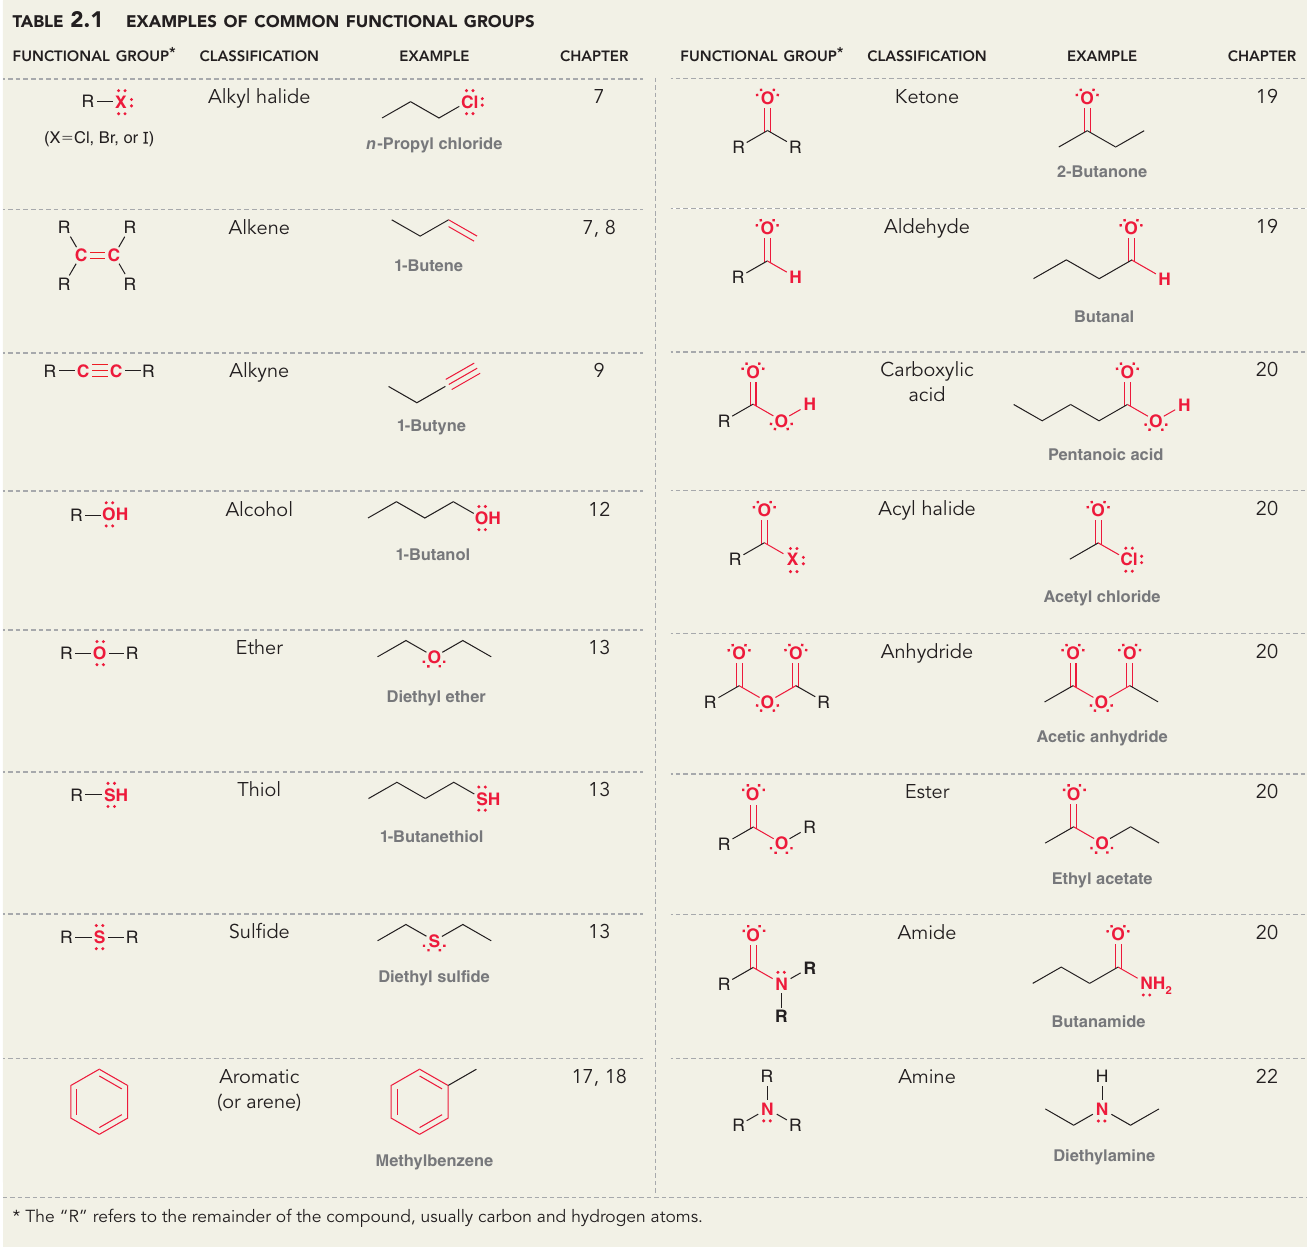 TABLE 2.1 EXAMPLES OF COMMON FUNCTIONAL GROUPS
FUNCTIONAL GROUP* CLASSIFICATION EXAMPLE CHAPTER
R—X
(X=Cl, Br, or I)
Alkyl halide
Cl
n-Propyl chloride
7
R R
C=C
R R
Alkene
1-Butene
7, 8
R—C≡C—R
Alkyne
1-Butyne
9
R—OH
Alcohol
OH
1-Butanol
12
R—O—R
Ether
O
Diethyl ether
13
R—SH
Thiol
SH
1-Butanethiol
13
R—S—R
Sulfide
S
Diethyl sulfide
13
Aromatic
(or arene)
Methylbenzene
17, 18
FUNCTIONAL GROUP* CLASSIFICATION EXAMPLE CHAPTER
O
R R
Ketone
O
2-Butanone
19
O
R H
Aldehyde
O
H
Butanal
19
O
H
R O
Carboxylic
acid
O
H
O
Pentanoic acid
20
O
R X
Acyl halide
O
Cl
Acetyl chloride
20
O O
R O R
Anhydride
O O
O
Acetic anhydride
20
O
R
R O
Ester
O
O
Ethyl acetate
20
O
R
R N
R
Amide
O
NH2
Butanamide
20
R
N
R R
Amine
H
N
Diethylamine
22
* The “R” refers to the remainder of the compound, usually carbon and hydrogen atoms.